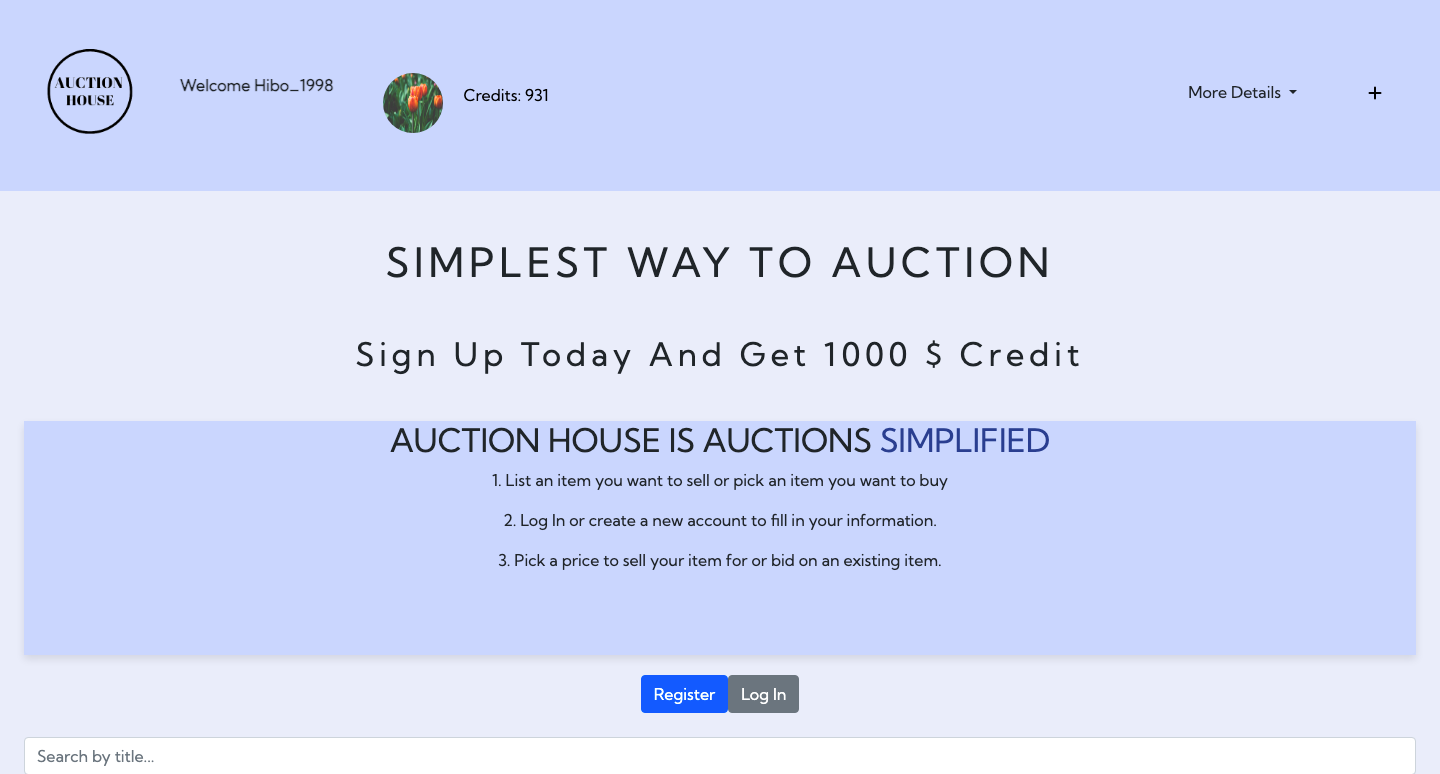 AUCTION
HOUSE
Welcome Hibo_1998
Credits: 931
More Details
+
SIMPLEST WAY TO AUCTION
Sign Up Today And Get 1000 $ Credit
AUCTION HOUSE IS AUCTIONS SIMPLIFIED
1. List an item you want to sell or pick an item you want to buy
2. Log In or create a new account to fill in your information.
3. Pick a price to sell your item for or bid on an existing item.
Register Log In
Search by title...